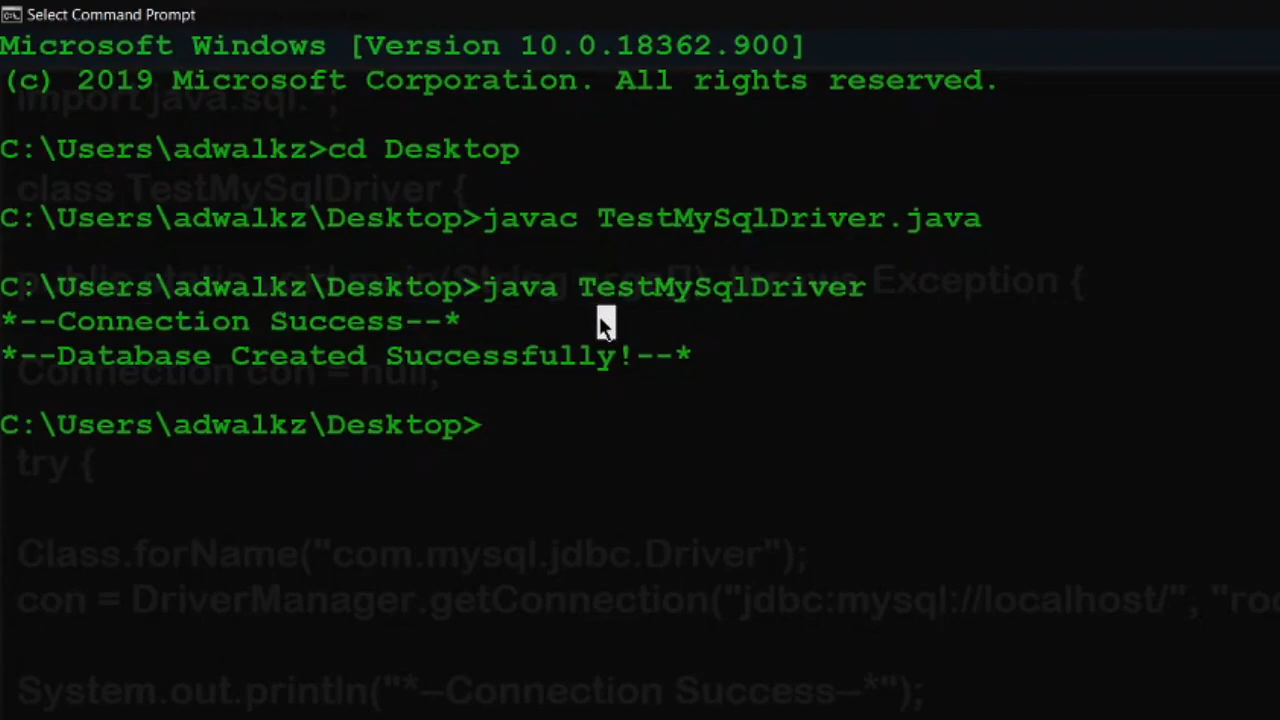 Select Command Prompt
Microsoft Windows [Version 10.0.18362.900]
(c) 2019 Microsoft Corporation. All rights reserved.
import java.sql.*;
C:\Users\adwalkz>cd Desktop
class TestMySqlDriver {
C:\Users\adwalkz\Desktop>javac TestMySqlDriver.java
public static void main(String args[]) throws Exception {
C:\Users\adwalkz\Desktop>java TestMySqlDriver
*--Connection Success--*
*--Database Created Successfully!--*
Connection con = null;
C:\Users\adwalkz\Desktop>
try {
Class.forName("com.mysql.jdbc.Driver");
con = DriverManager.getConnection("jdbc:mysql://localhost/", "roo
System.out.println("*–Connection Success–*");